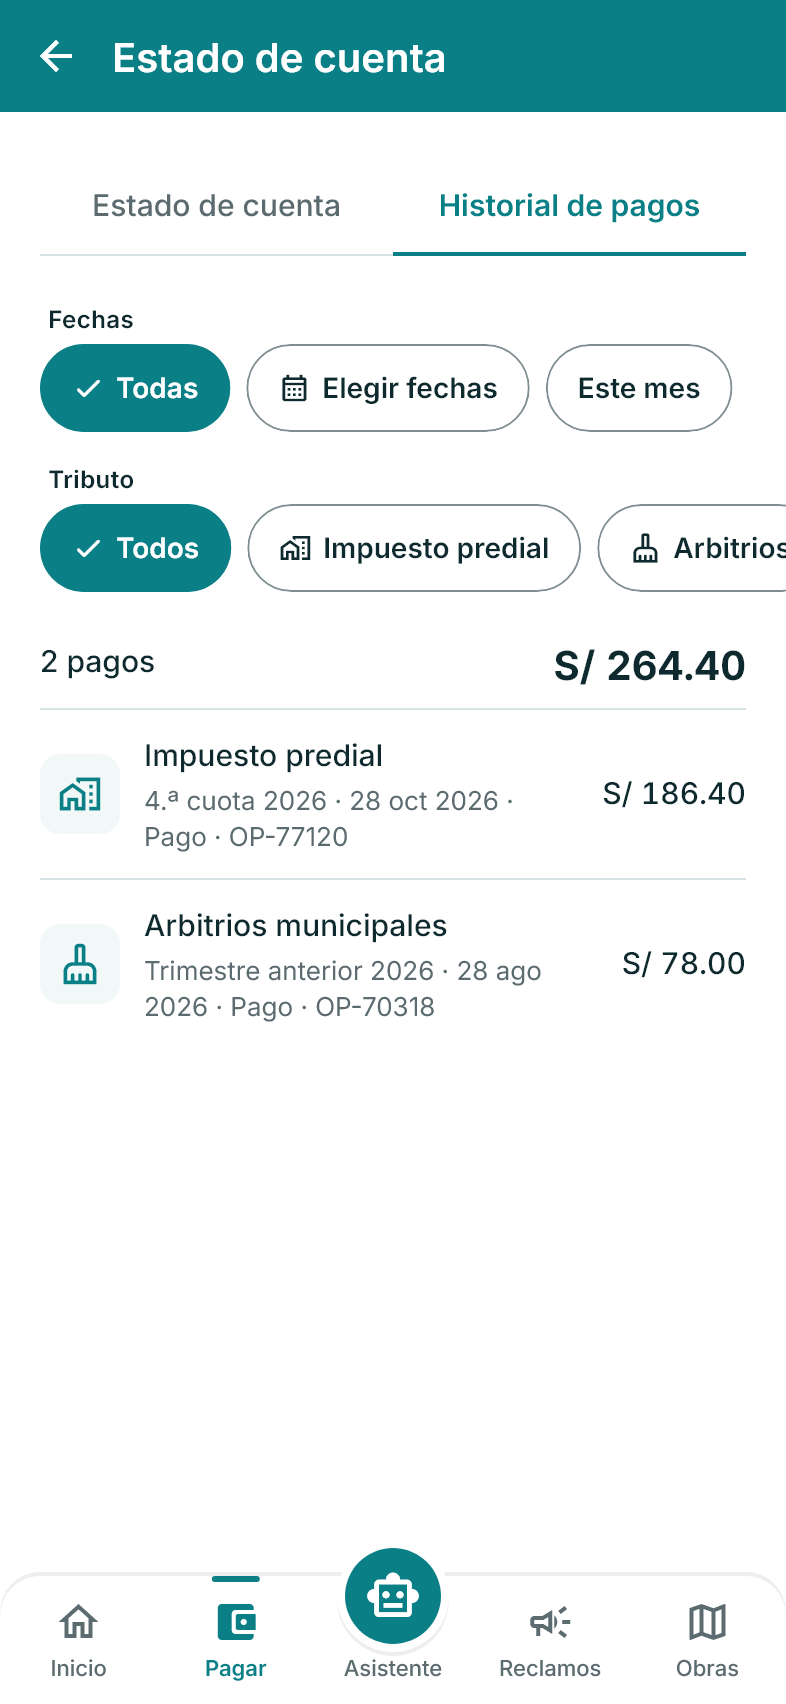 Estado de cuenta
Estado de cuenta
Historial de pagos
Fechas
Todas
Elegir fechas
Este mes
Tributo
Todos
Impuesto predial
Arbitrios
2 pagos
S/ 264.40
Impuesto predial
4.ª cuota 2026 · 28 oct 2026 ·
Pago · OP-77120
S/ 186.40
Arbitrios municipales
Trimestre anterior 2026 · 28 ago
2026 · Pago · OP-70318
S/ 78.00
Inicio
Pagar
Asistente
Reclamos
Obras